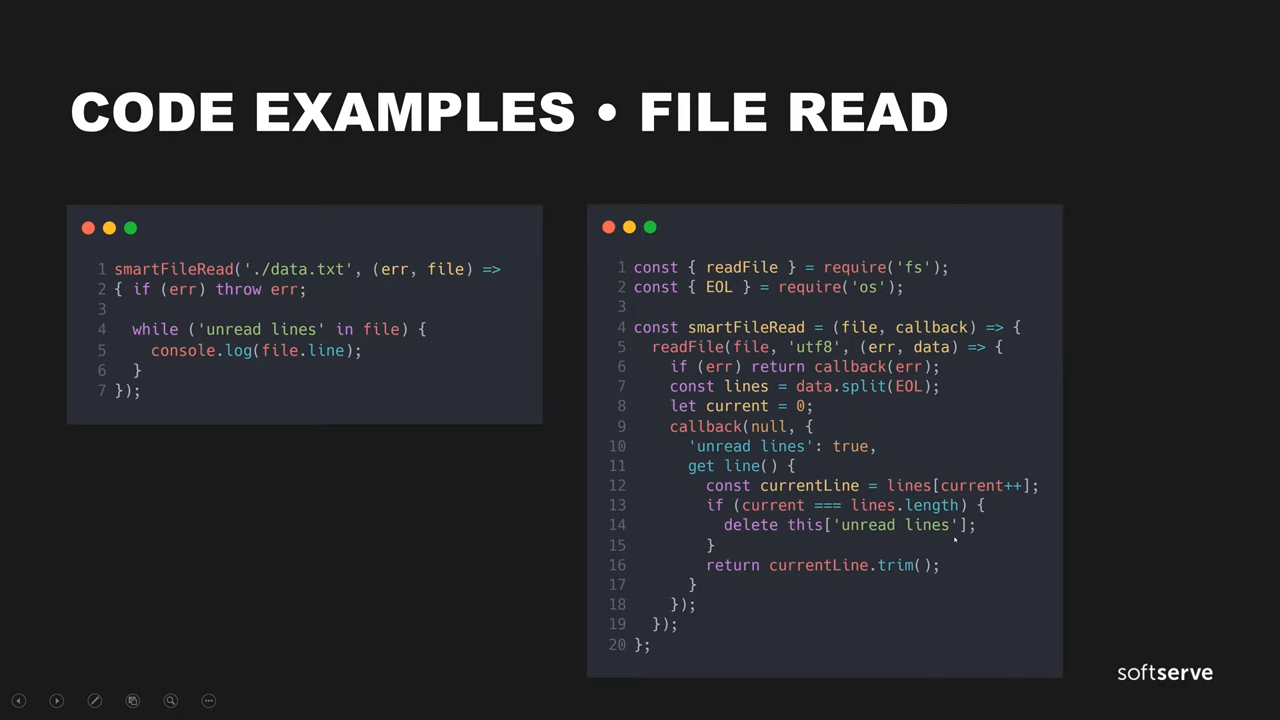 CODE EXAMPLES • FILE READ
1 smartFileRead('./data.txt', (err, file) =>
2 { if (err) throw err;
3
4   while ('unread lines' in file) {
5     console.log(file.line);
6   }
7 });
1 const { readFile } = require('fs');
2 const { EOL } = require('os');
3
4 const smartFileRead = (file, callback) => {
5   readFile(file, 'utf8', (err, data) => {
6     if (err) return callback(err);
7     const lines = data.split(EOL);
8     let current = 0;
9     callback(null, {
10       'unread lines': true,
11       get line() {
12         const currentLine = lines[current++];
13         if (current === lines.length) {
14           delete this['unread lines'];
15         }
16         return currentLine.trim();
17       }
18     });
19   });
20 };
softserve